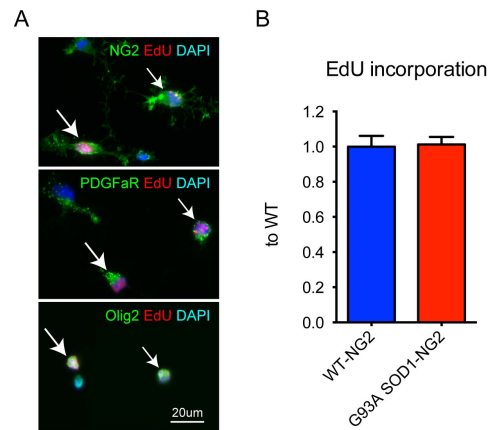 A
NG2 EdU DAPI
PDGFaR EdU DAPI
Olig2 EdU DAPI
20um
B
EdU incorporation
to WT
1.2
1.0
0.8
0.6
0.4
0.2
0.0
WT-NG2
G93A SOD1-NG2